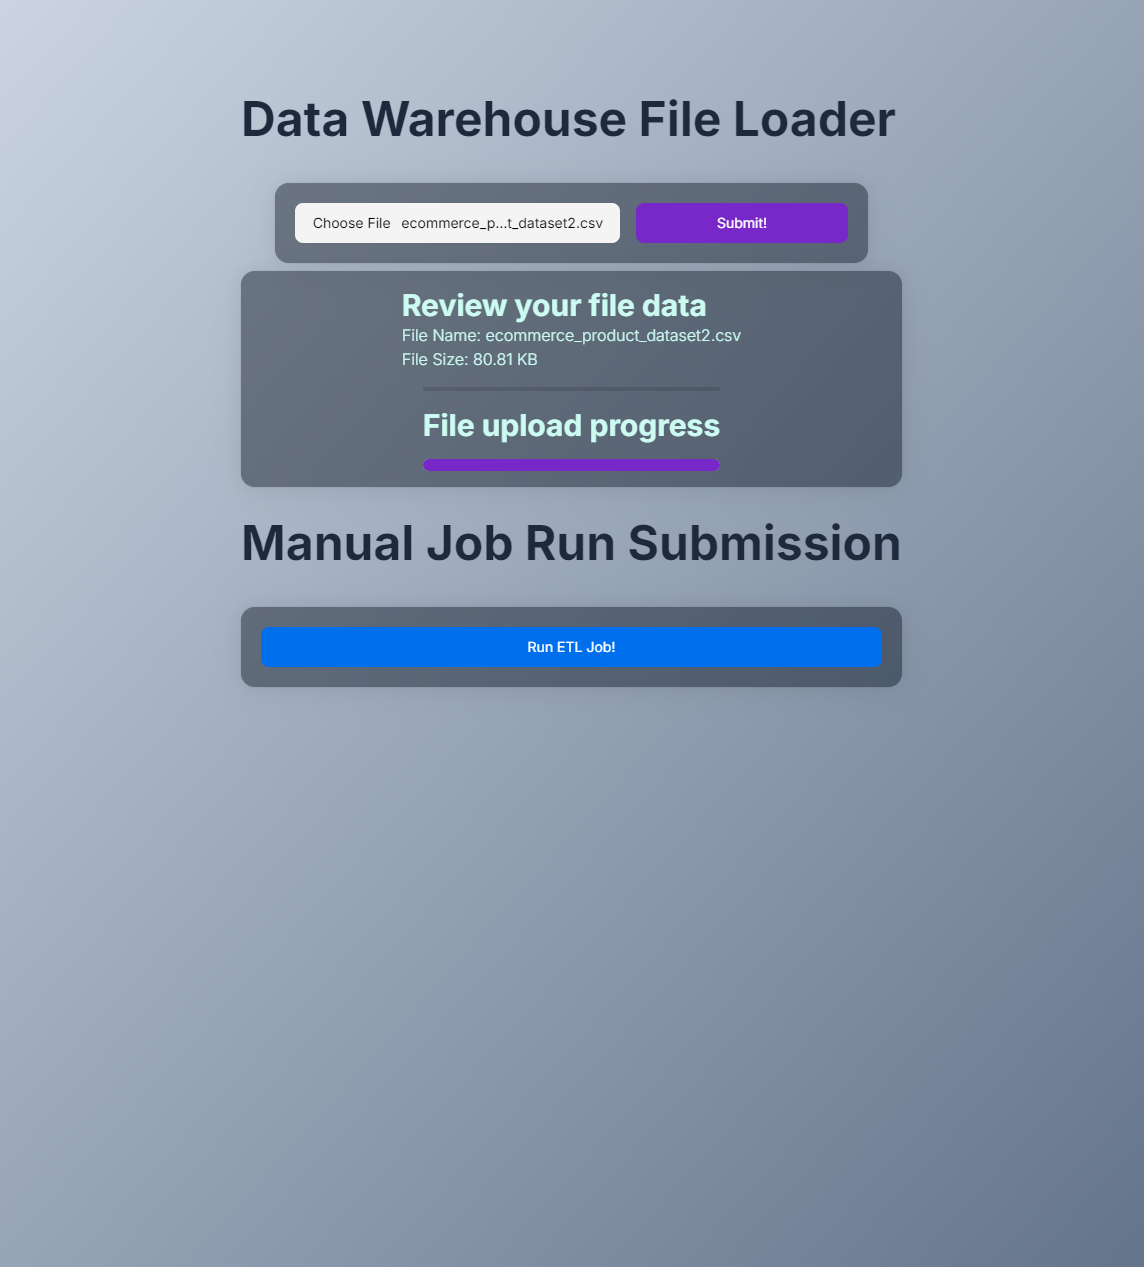 Data Warehouse File Loader
Choose File ecommerce_p...t_dataset2.csv
Submit!
Review your file data
File Name: ecommerce_product_dataset2.csv
File Size: 80.81 KB
File upload progress
Manual Job Run Submission
Run ETL Job!